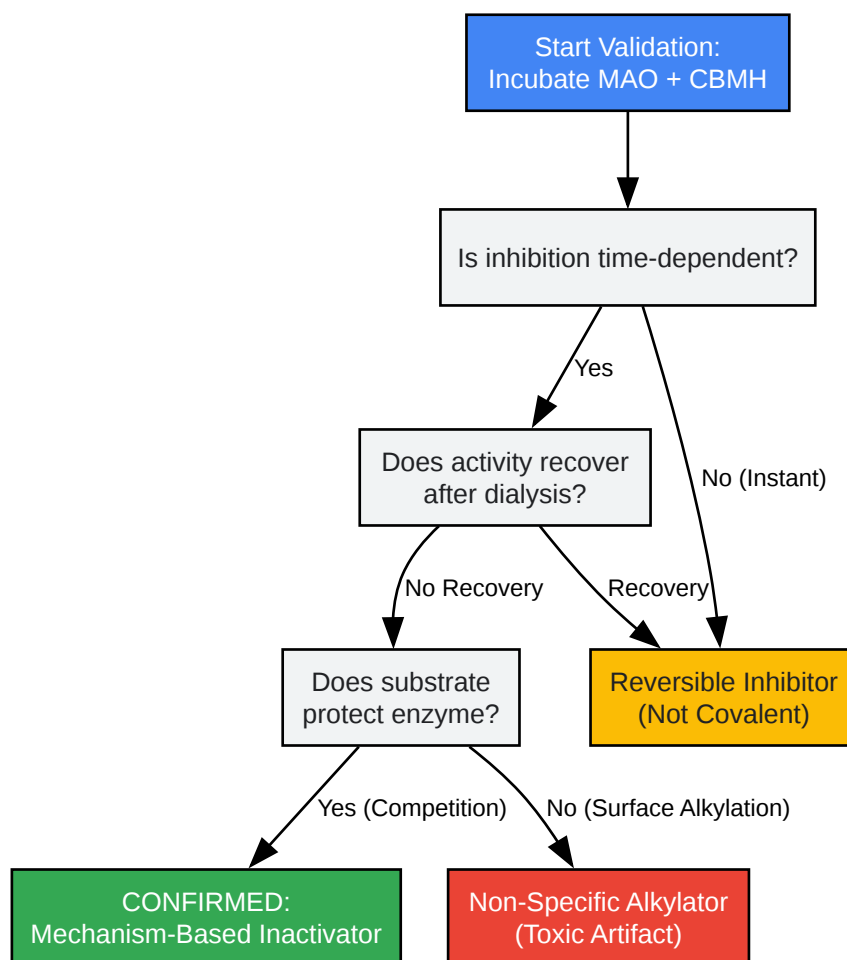 Start Validation:
Incubate MAO + CBMH
Is inhibition time-dependent?
Yes
No (Instant)
Does activity recover
after dialysis?
No Recovery
Recovery
Does substrate
protect enzyme?
Reversible Inhibitor
(Not Covalent)
Yes (Competition)
No (Surface Alkylation)
CONFIRMED:
Mechanism-Based Inactivator
Non-Specific Alkylator
(Toxic Artifact)